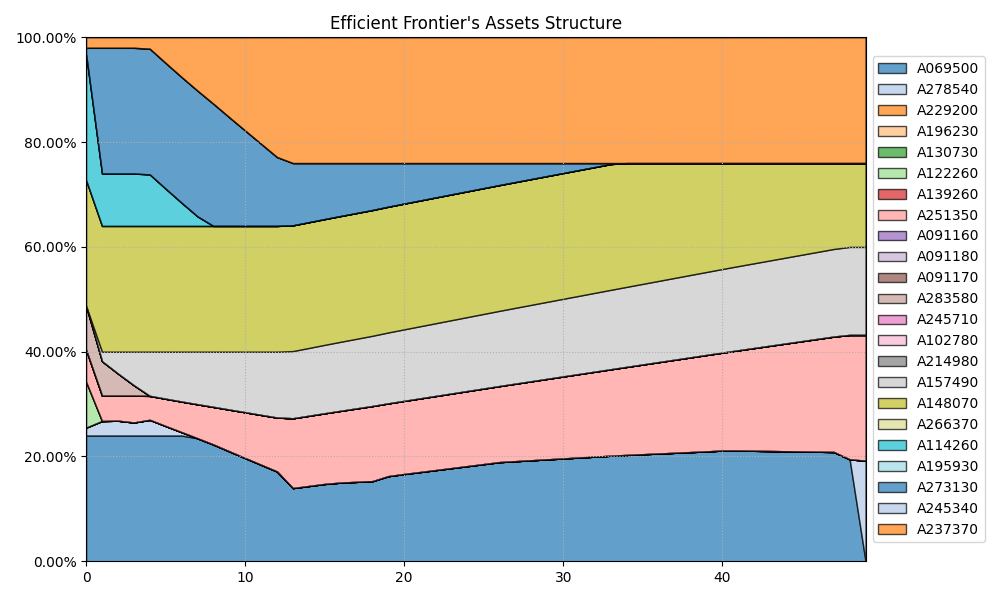 Efficient Frontier's Assets Structure
100.00%
80.00%
60.00%
40.00%
20.00%
0.00%
0
10
20
30
40
A069500
A278540
A229200
A196230
A130730
A122260
A139260
A251350
A091160
A091180
A091170
A283580
A245710
A102780
A214980
A157490
A148070
A266370
A114260
A195930
A273130
A245340
A237370